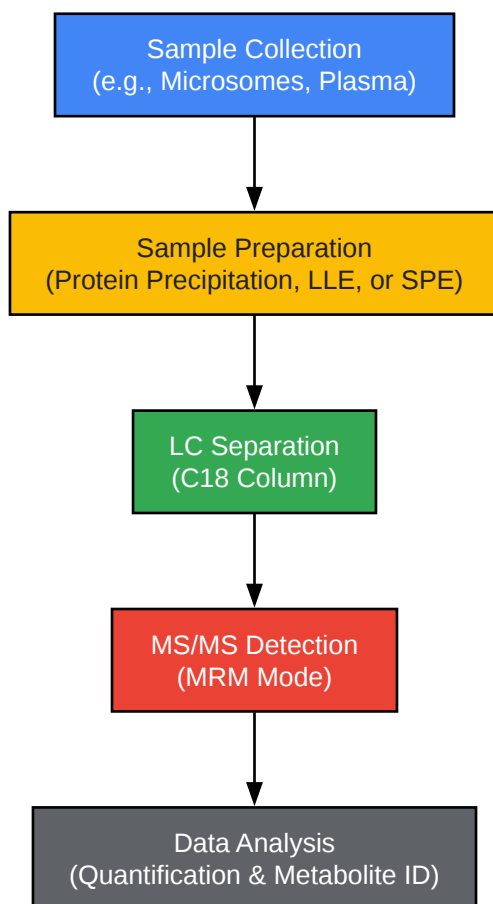 Sample Collection
(e.g., Microsomes, Plasma)
Sample Preparation
(Protein Precipitation, LLE, or SPE)
LC Separation
(C18 Column)
MS/MS Detection
(MRM Mode)
Data Analysis
(Quantification & Metabolite ID)